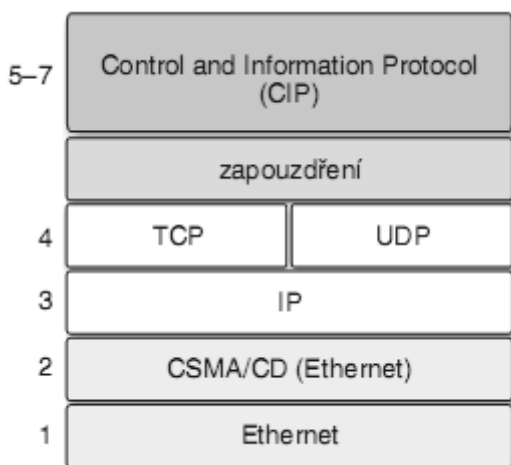 5–7
Control and Information Protocol
(CIP)
zapouzdření
4
TCP
UDP
3
IP
2
CSMA/CD (Ethernet)
1
Ethernet